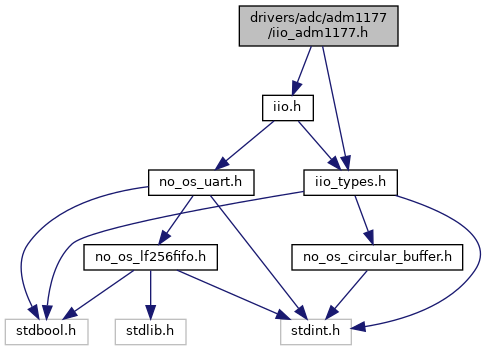 drivers/adc/adm1177
/iio_adm1177.h
iio.h
no_os_uart.h
iio_types.h
no_os_lf256fifo.h
no_os_circular_buffer.h
stdbool.h
stdlib.h
stdint.h